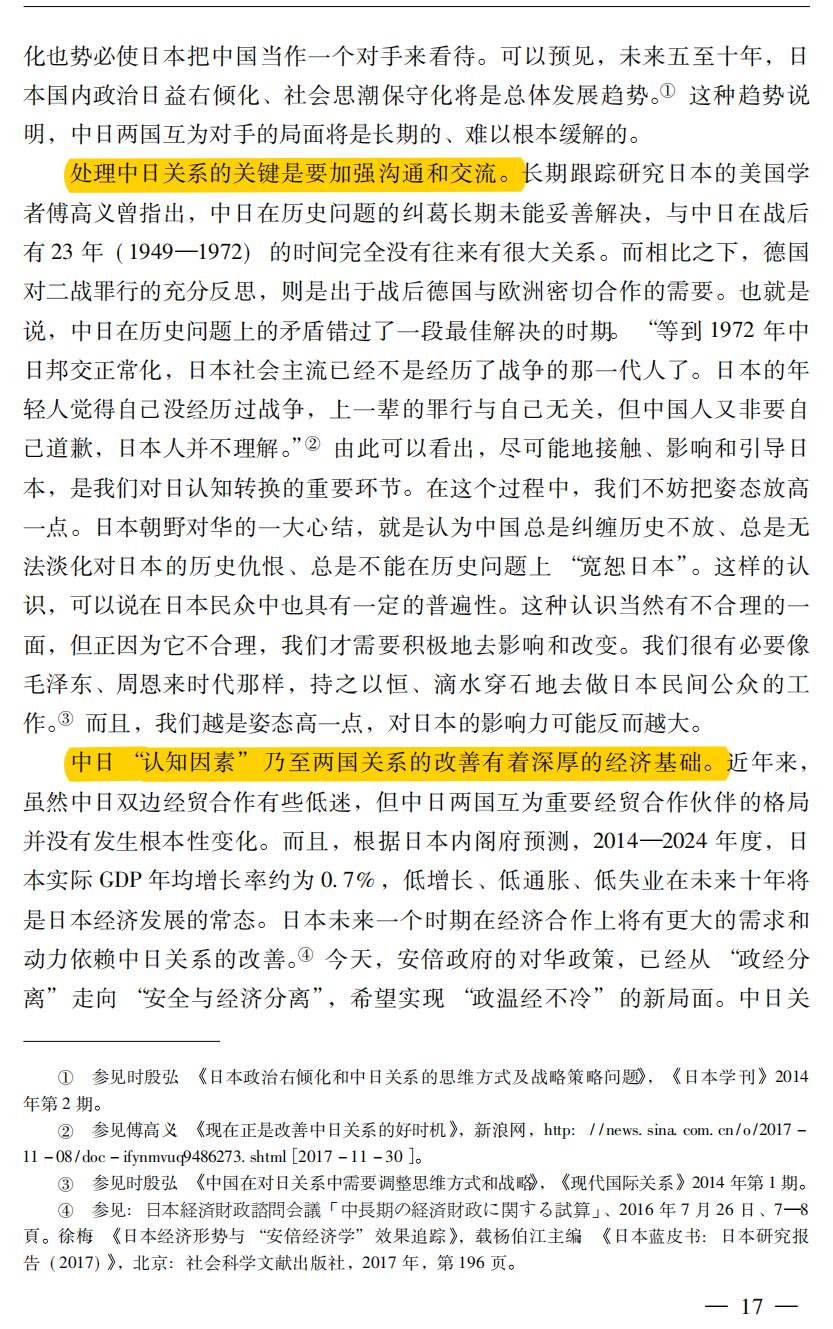 化也势必使日本把中国当作一个对手来看待。可以预见，未来五至十年，日
本国内政治日益右倾化、社会思潮保守化将是总体发展趋势。① 这种趋势说
明，中日两国互为对手的局面将是长期的、难以根本缓解的。
处理中日关系的关键是要加强沟通和交流。长期跟踪研究日本的美国学
者傅高义曾指出，中日在历史问题的纠葛长期未能妥善解决，与中日在战后
有 23 年（1949—1972）的时间完全没有往来有很大关系。而相比之下，德国
对二战罪行的充分反思，则是出于战后德国与欧洲密切合作的需要。也就是
说，中日在历史问题上的矛盾错过了一段最佳解决的时期。“等到 1972 年中
日邦交正常化，日本社会主流已经不是经历了战争的那一代人了。日本的年
轻人觉得自己没经历过战争，上一辈的罪行与自己无关，但中国人又非要自
己道歉，日本人并不理解。”② 由此可以看出，尽可能地接触、影响和引导日
本，是我们对日认知转换的重要环节。在这个过程中，我们不妨把姿态放高
一点。日本朝野对华的一大心结，就是认为中国总是纠缠历史不放、总是无
法淡化对日本的历史仇恨、总是不能在历史问题上“宽恕日本”。这样的认
识，可以说在日本民众中也具有一定的普遍性。这种认识当然有不合理的一
面，但正因为它不合理，我们才需要积极地去影响和改变。我们很有必要像
毛泽东、周恩来时代那样，持之以恒、滴水穿石地去做日本民间公众的工
作。③ 而且，我们越是姿态高一点，对日本的影响力可能反而越大。
中日“认知因素”乃至两国关系的改善有着深厚的经济基础。近年来，
虽然中日双边经贸合作有些低迷，但中日两国互为重要经贸合作伙伴的格局
并没有发生根本性变化。而且，根据日本内阁府预测，2014—2024 年度，日
本实际 GDP 年均增长率约为 0.7%，低增长、低通胀、低失业在未来十年将
是日本经济发展的常态。日本未来一个时期在经济合作上将有更大的需求和
动力依赖中日关系的改善。④ 今天，安倍政府的对华政策，已经从“政经分
离”走向“安全与经济分离”，希望实现“政温经不冷”的新局面。中日关
① 参见时殷弘《日本政治右倾化和中日关系的思维方式及战略策略问题》，《日本学刊》2014
年第 2 期。
② 参见傅高义《现在正是改善中日关系的好时机》，新浪网，http: //news. sina. com. cn/o/2017 -
11 - 08/doc - ifynmvuq9486273. shtml [2017 - 11 - 30 ]。
③ 参见时殷弘《中国在对日关系中需要调整思维方式和战略》，《现代国际关系》2014 年第 1 期。
④ 参见：日本経済財政諮問会議「中長期の経済財政に関する試算」、2016 年 7 月 26 日、7—8
頁。徐梅《日本经济形势与“安倍经济学”效果追踪》，载杨伯江主编《日本蓝皮书：日本研究报
告（2017）》，北京：社会科学文献出版社，2017 年，第 196 页。
— 17 —